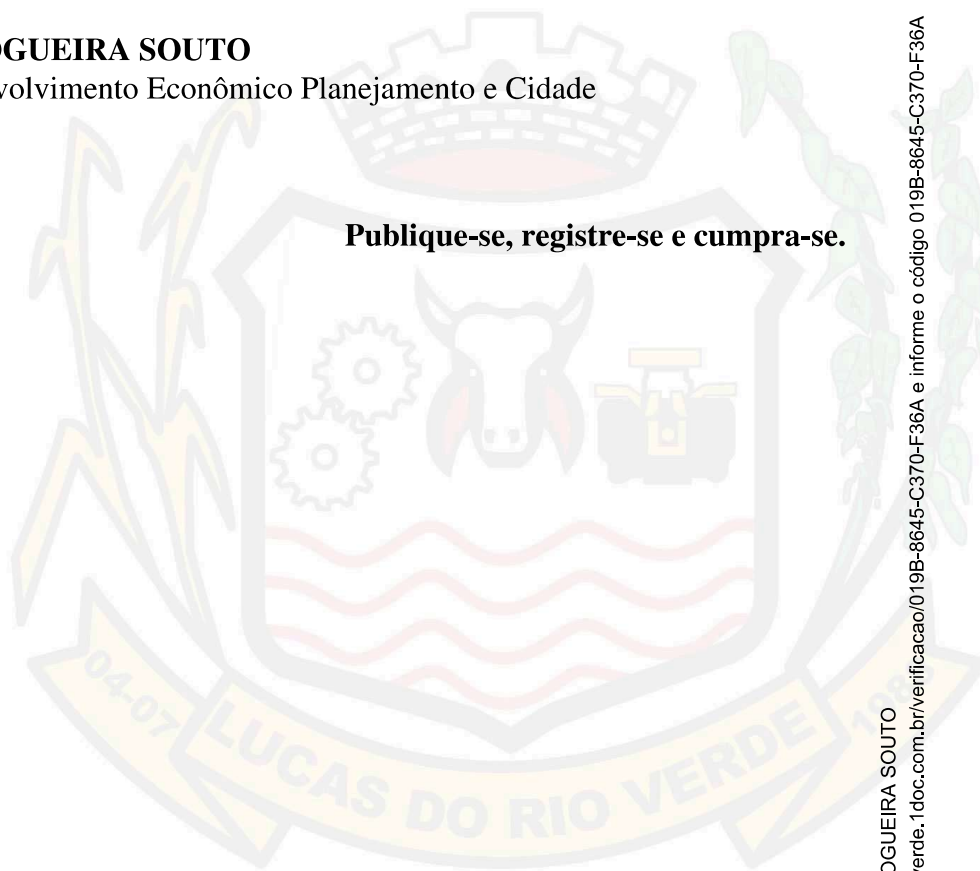 OGUEIRA SOUTO
volvimento Econômico Planejamento e Cidade
Publique-se, registre-se e cumpra-se.
04-07
LUCAS DO RIO VERDE
OGUEIRA SOUTO
verde.1doc.com.br/verificacao/019B-8645-C370-F36A e informe o código 019B-8645-C370-F36A